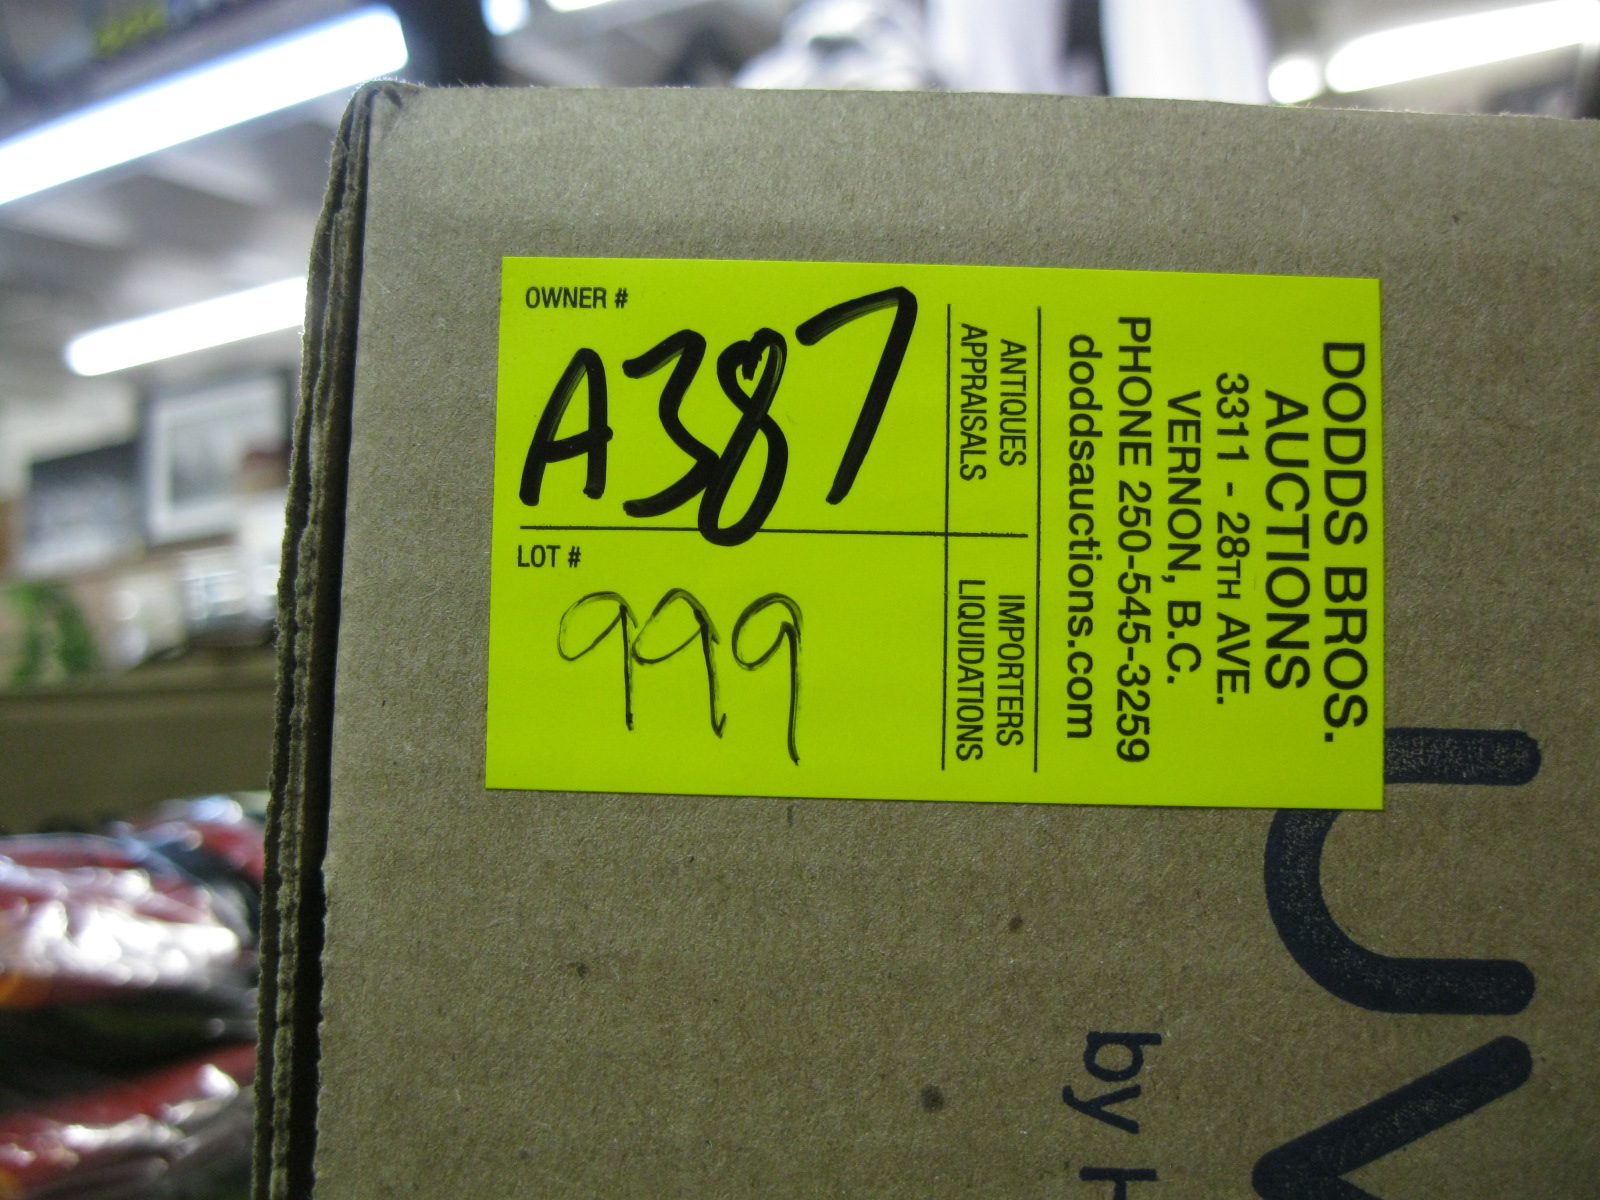 DODDS BROS.
AUCTIONS
3311 - 28TH AVE.
VERNON, B.C.
PHONE 250-545-3259
doddsauctions.com
ANTIQUES
APPRAISALS
IMPORTERS
LIQUIDATIONS
OWNER #
A387
LOT #
999
by